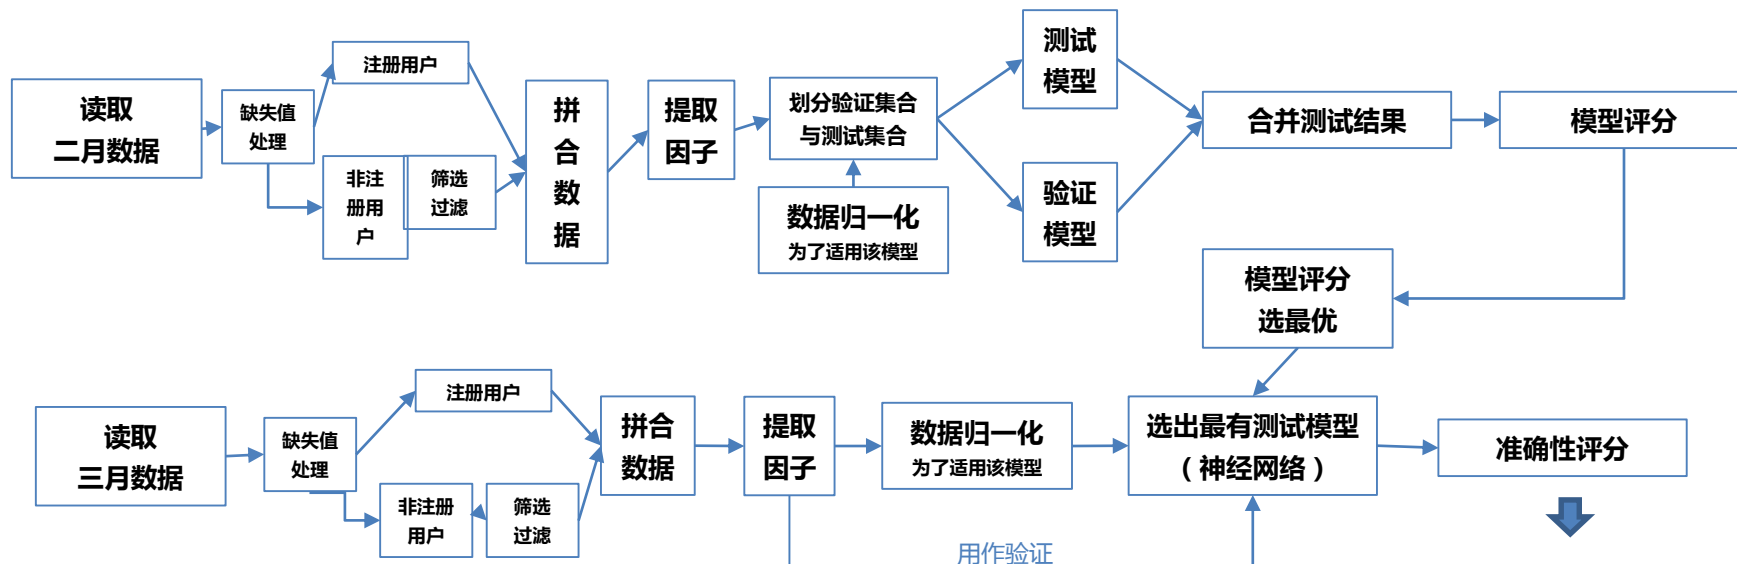 读取
二月数据
缺失值
处理
注册用户
非注
册用
户
筛选
过滤
拼
合
数
据
提取
因子
划分验证集合
与测试集合
数据归一化
为了适用该模型
测试
模型
验证
模型
合并测试结果
模型评分
模型评分
选最优
读取
三月数据
缺失值
处理
注册用户
非注册
用户
筛选
过滤
拼合
数据
提取
因子
数据归一化
为了适用该模型
选出最有测试模型
（神经网络）
准确性评分
用作验证